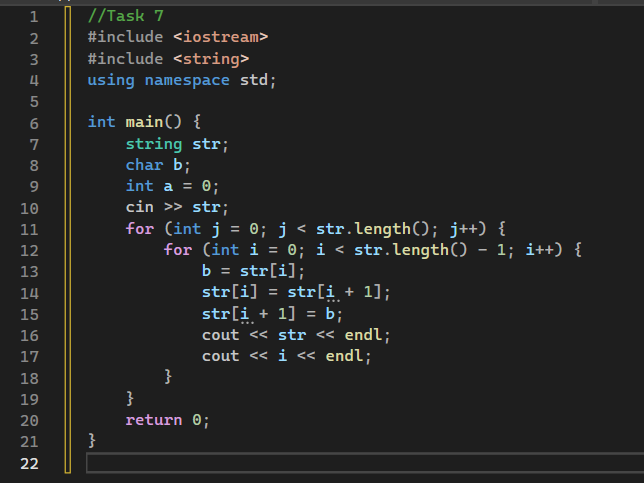 1 //Task 7
2 #include <iostream>
3 #include <string>
4 using namespace std;
5
6 int main() {
7     string str;
8     char b;
9     int a = 0;
10     cin >> str;
11     for (int j = 0; j < str.length(); j++) {
12         for (int i = 0; i < str.length() - 1; i++) {
13             b = str[i];
14             str[i] = str[i + 1];
15             str[i + 1] = b;
16             cout << str << endl;
17             cout << i << endl;
18         }
19     }
20     return 0;
21 }
22